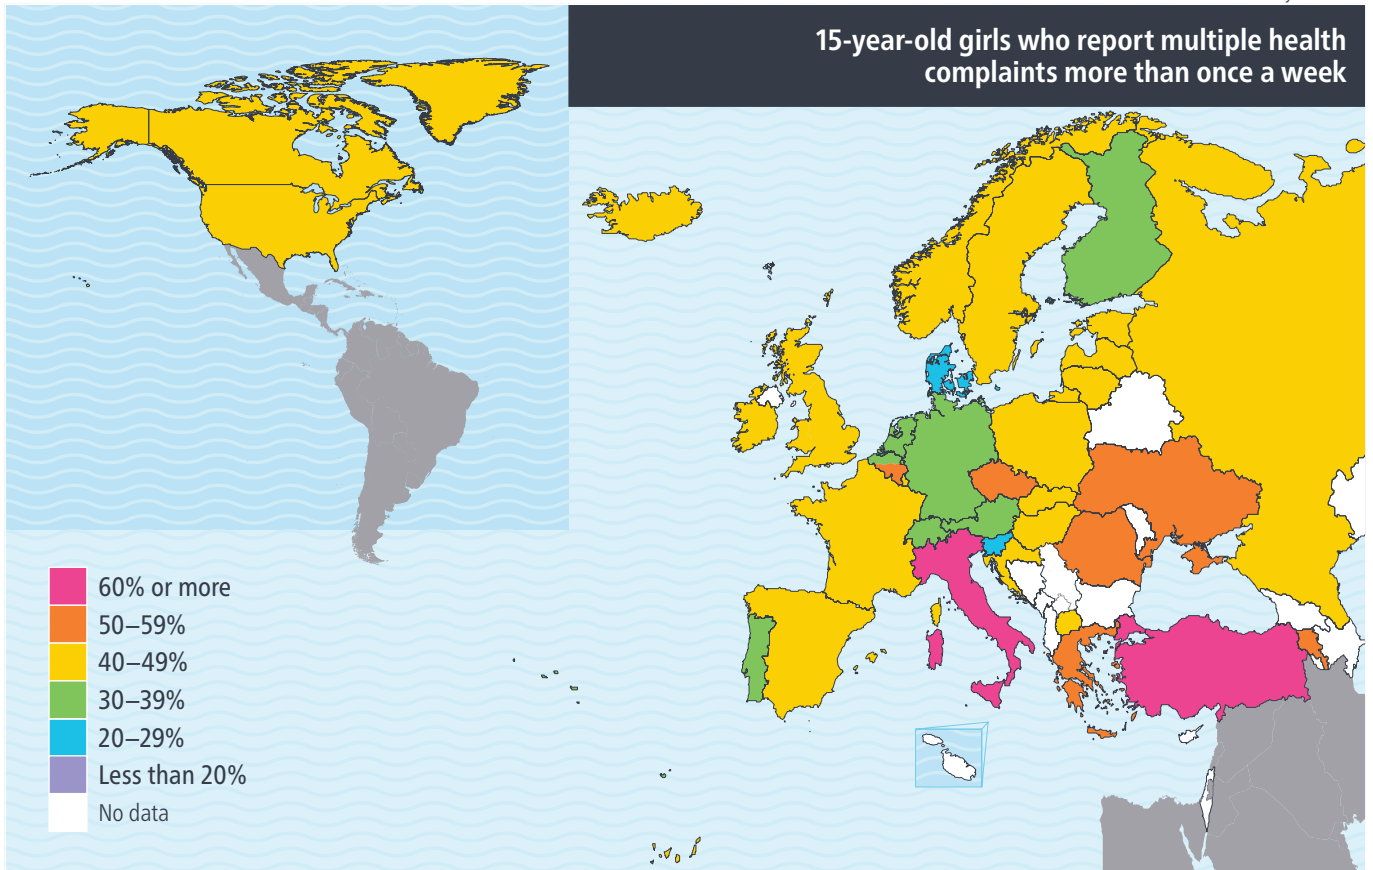 15-year-old girls who report multiple health
complaints more than once a week
60% or more
50–59%
40–49%
30–39%
20–29%
Less than 20%
No data